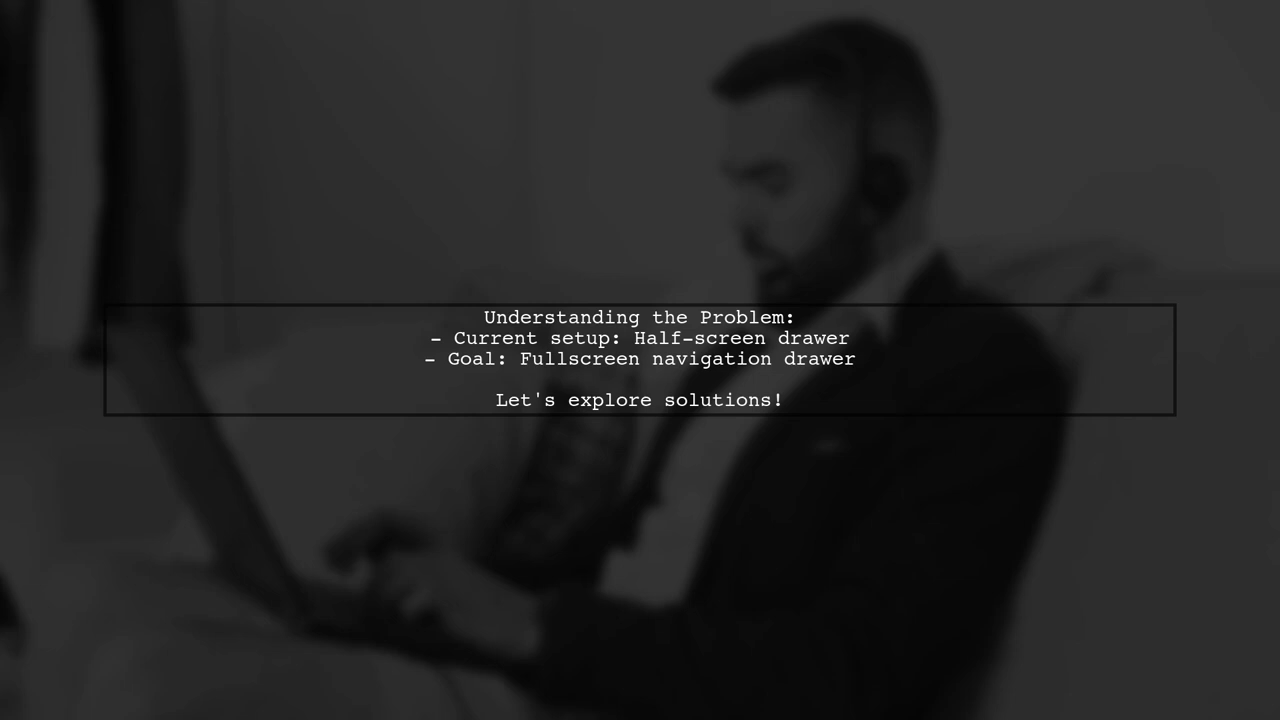 Understanding the Problem:
- Current setup: Half-screen drawer
- Goal: Fullscreen navigation drawer
Let's explore solutions!